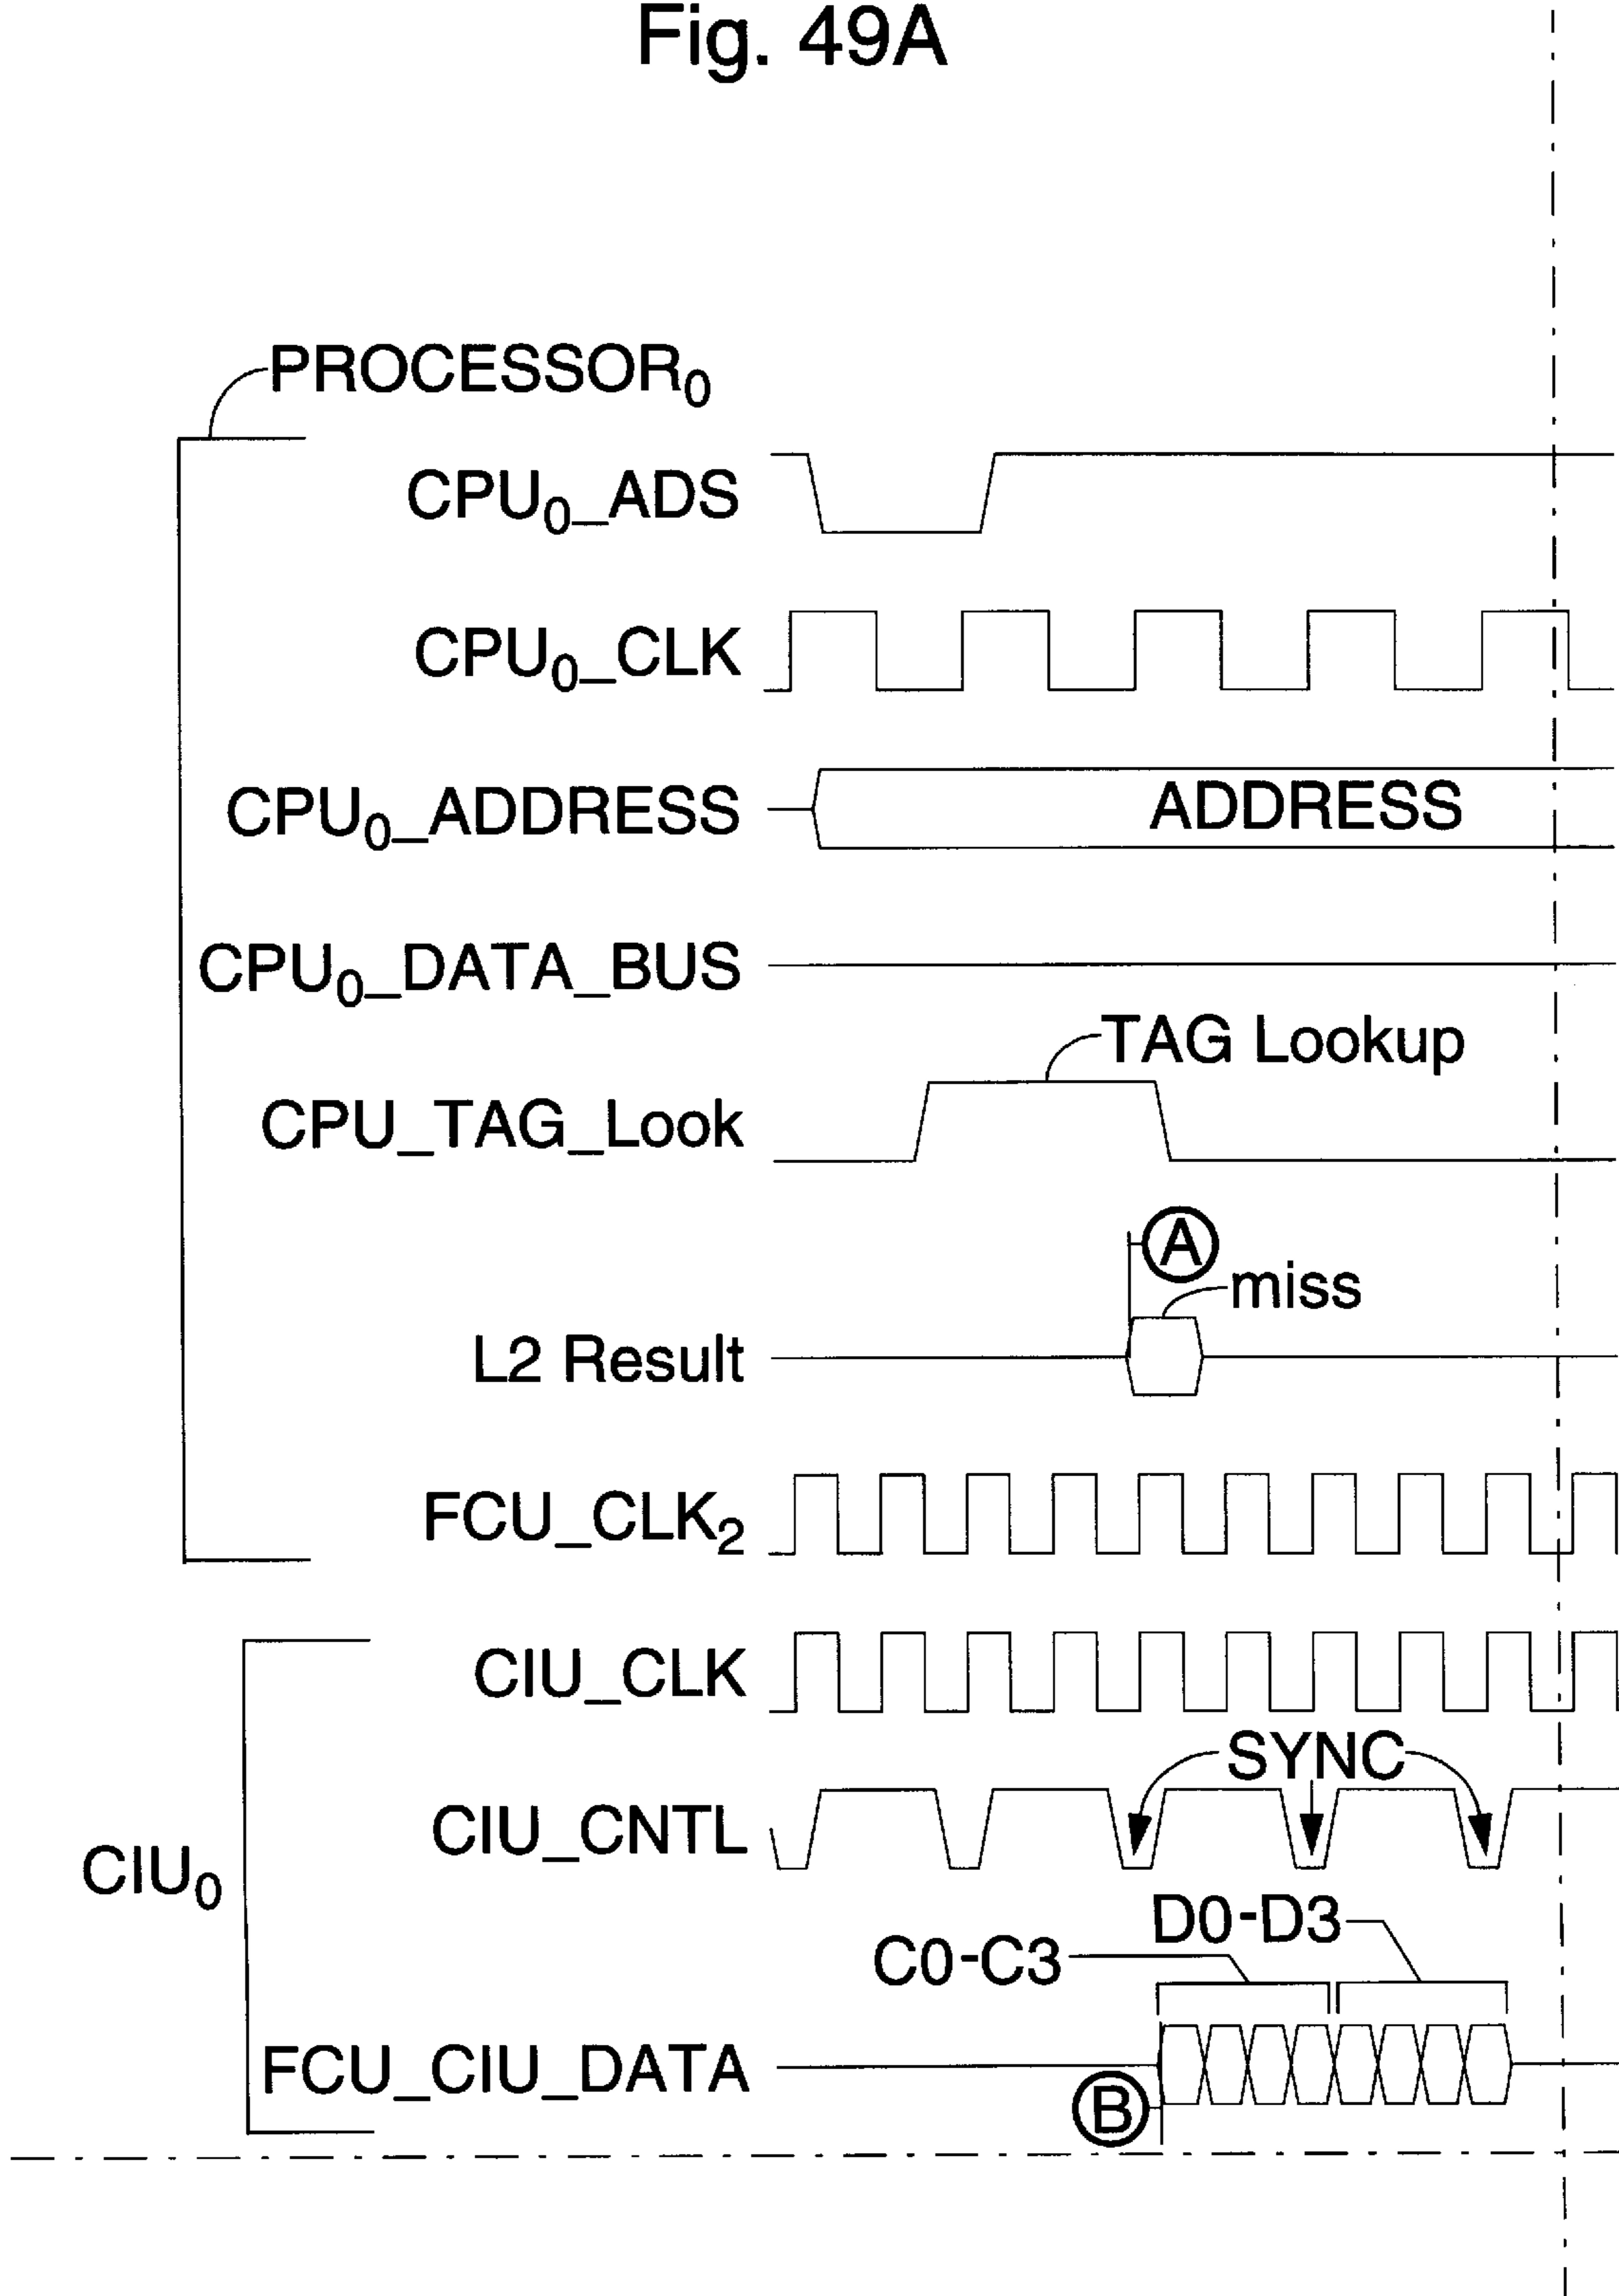 Fig. 49A
PROCESSOR₀
CPU₀_ADS
CPU₀_CLK
CPU₀_ADDRESS
ADDRESS
CPU₀_DATA_BUS
TAG Lookup
CPU_TAG_Look
A
miss
L2 Result
FCU_CLK₂
CIU_CLK
SYNC
CIU_CNTL
CIU₀
D0-D3
C0-C3
FCU_CIU_DATA
B